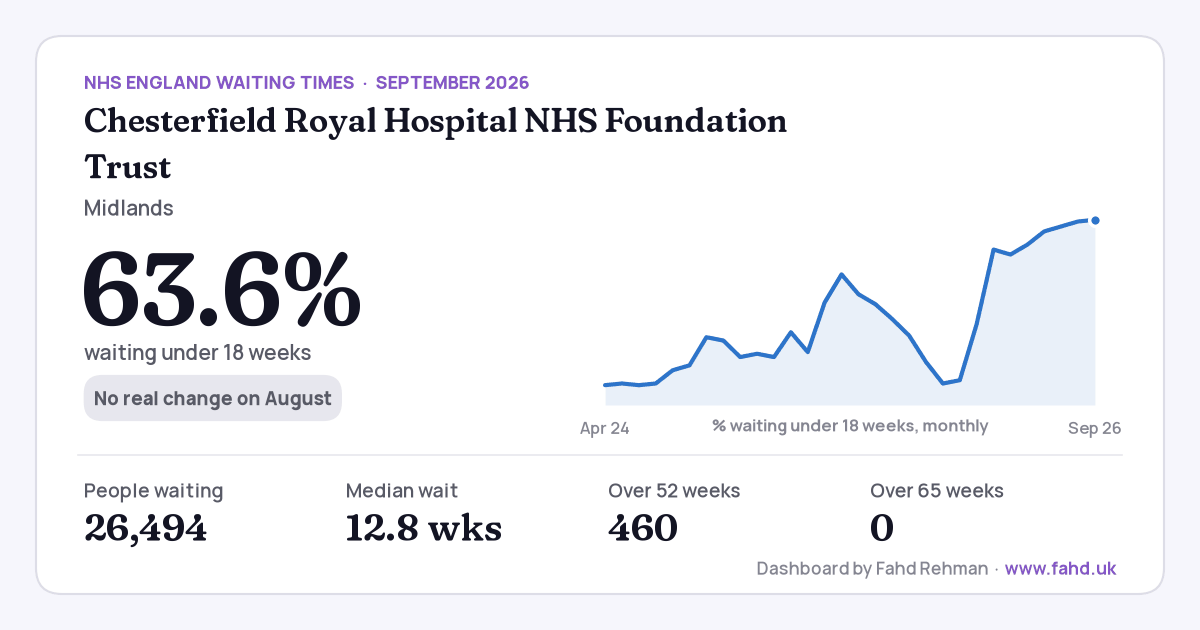 NHS ENGLAND WAITING TIMES · SEPTEMBER 2026
Chesterfield Royal Hospital NHS Foundation
Trust
Midlands
63.6%
waiting under 18 weeks
No real change on August
Apr 24
% waiting under 18 weeks, monthly
Sep 26
People waiting
26,494
Median wait
12.8 wks
Over 52 weeks
460
Over 65 weeks
0
Dashboard by Fahd Rehman · www.fahd.uk